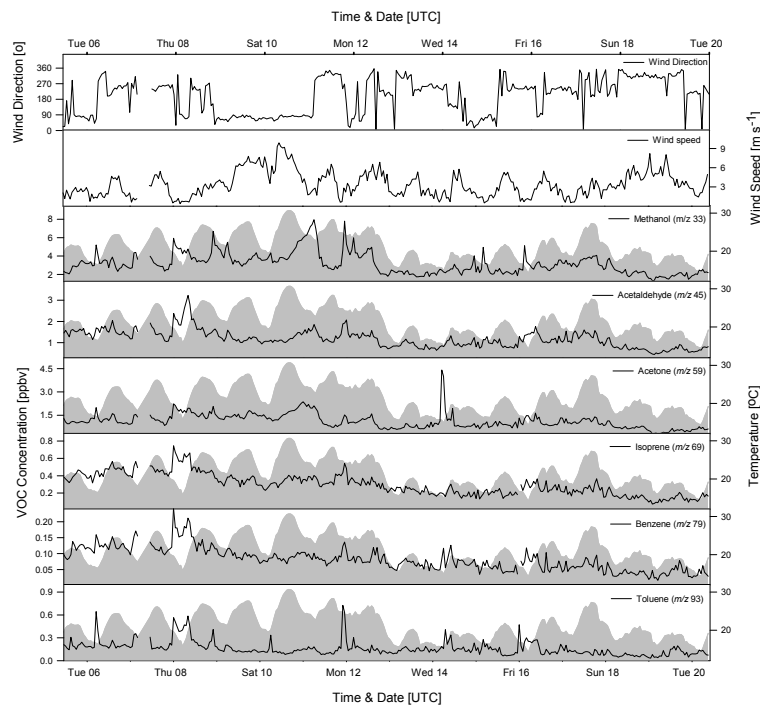 Time & Date [UTC]
Tue 06 Thu 08 Sat 10 Mon 12 Wed 14 Fri 16 Sun 18 Tue 20
Wind Direction [o]
360
270
180
90
0
Wind Direction
Wind speed
9
6
3
Wind Speed [m s-1]
8
6
4
2
Methanol (m/z 33)
30
20
10
3
2
1
Acetaldehyde (m/z 45)
30
20
10
VOC Concentration [ppbv]
4.5
3.0
1.5
Acetone (m/z 59)
30
20
10
Temperature [ºC]
0.8
0.6
0.4
0.2
Isoprene (m/z 69)
30
20
10
0.20
0.15
0.10
0.05
Benzene (m/z 79)
30
20
10
0.9
0.6
0.3
0.0
Toluene (m/z 93)
30
20
Tue 06 Thu 08 Sat 10 Mon 12 Wed 14 Fri 16 Sun 18 Tue 20
Time & Date [UTC]